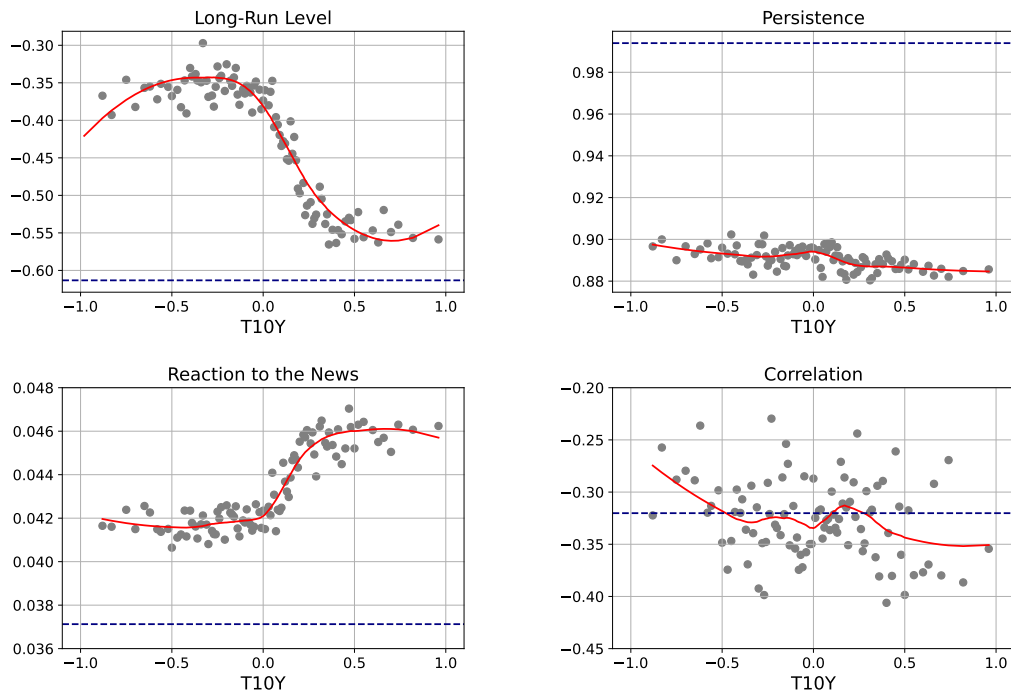 Long-Run Level
−0.30
−0.35
−0.40
−0.45
−0.50
−0.55
−0.60
−1.0 −0.5 0.0 0.5 1.0
T10Y
Persistence
0.98
0.96
0.94
0.92
0.90
0.88
−1.0 −0.5 0.0 0.5 1.0
T10Y
Reaction to the News
0.048
0.046
0.044
0.042
0.040
0.038
0.036
−1.0 −0.5 0.0 0.5 1.0
T10Y
Correlation
−0.20
−0.25
−0.30
−0.35
−0.40
−0.45
−1.0 −0.5 0.0 0.5 1.0
T10Y